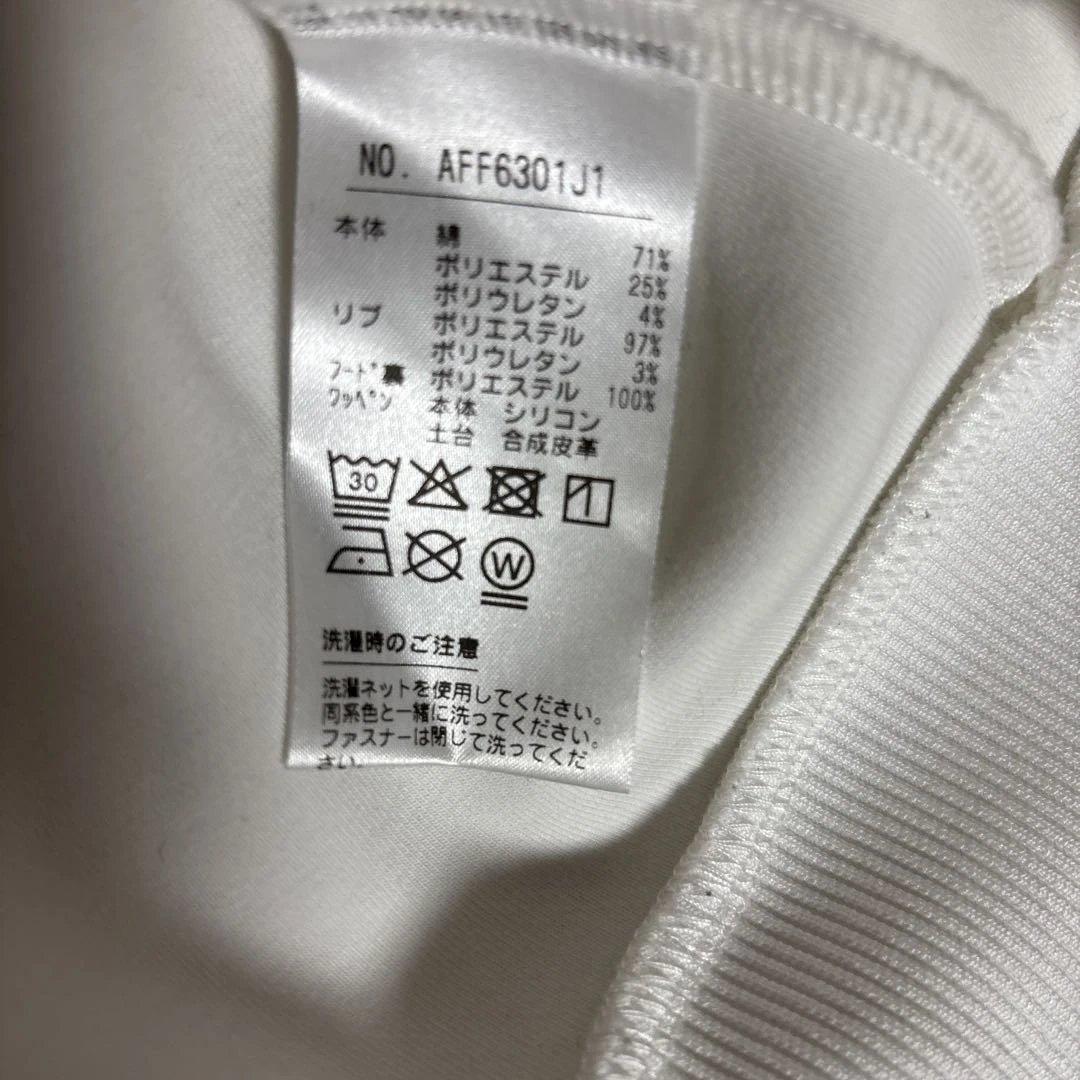 NO. AFF6301J1
本体 綿 71%
ポリエステル 25%
ポリウレタン 4%
リブ ポリエステル 97%
ポリウレタン 3%
フード裏 ポリエステル 100%
ワッペン 本体 シリコン
土台 合成皮革
30
W
洗濯時のご注意
洗濯ネットを使用してください。
同系色と一緒に洗ってください。
ファスナーは閉じて洗ってくだ
さい。